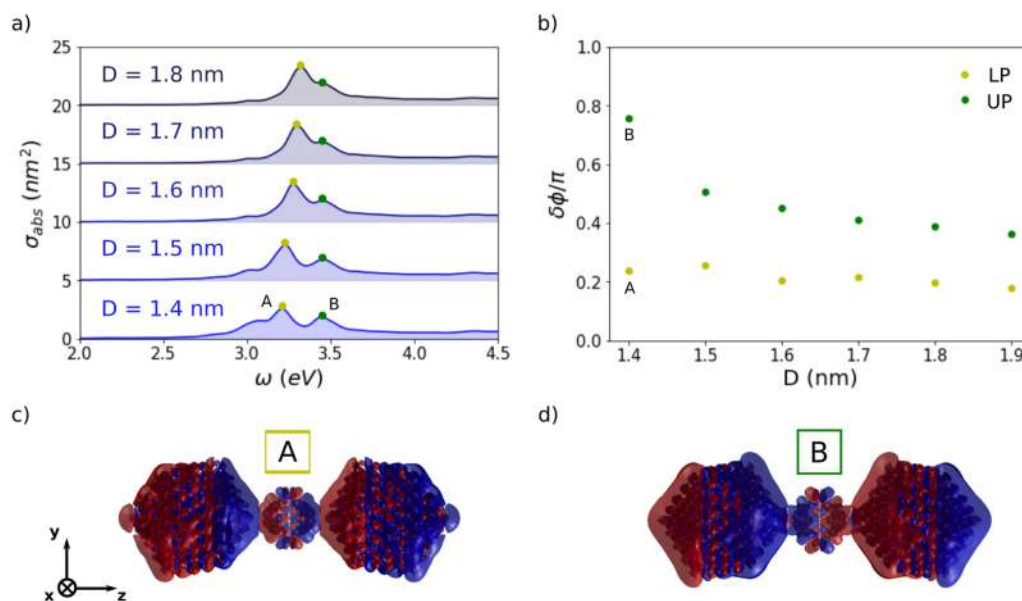 a)
25
20
15
10
5
0
σabs (nm²)
D = 1.8 nm
D = 1.7 nm
D = 1.6 nm
D = 1.5 nm
D = 1.4 nm
A
B
2.0 2.5 3.0 3.5 4.0 4.5
ω (eV)
b)
1.0
0.8
0.6
0.4
0.2
0.0
δϕ/π
LP
UP
B
A
1.4 1.5 1.6 1.7 1.8 1.9
D (nm)
c)
A
y
x
z
d)
B